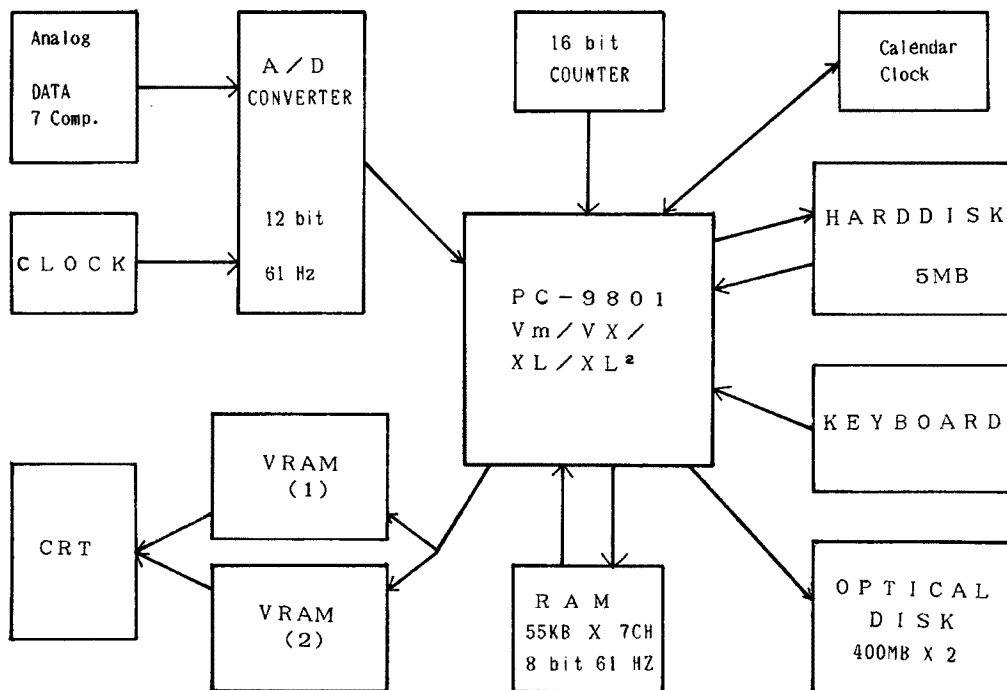 Analog
DATA
7 Comp.
A/D
CONVERTER
12 bit
61 Hz
CLOCK
16 bit
COUNTER
Calendar
Clock
HARDDISK
5MB
PC-9801
Vm/VX/
XL/XL²
KEYBOARD
VRAM
(1)
CRT
VRAM
(2)
RAM
55KB X 7CH
8 bit 61 HZ
OPTICAL
DISK
400MB X 2